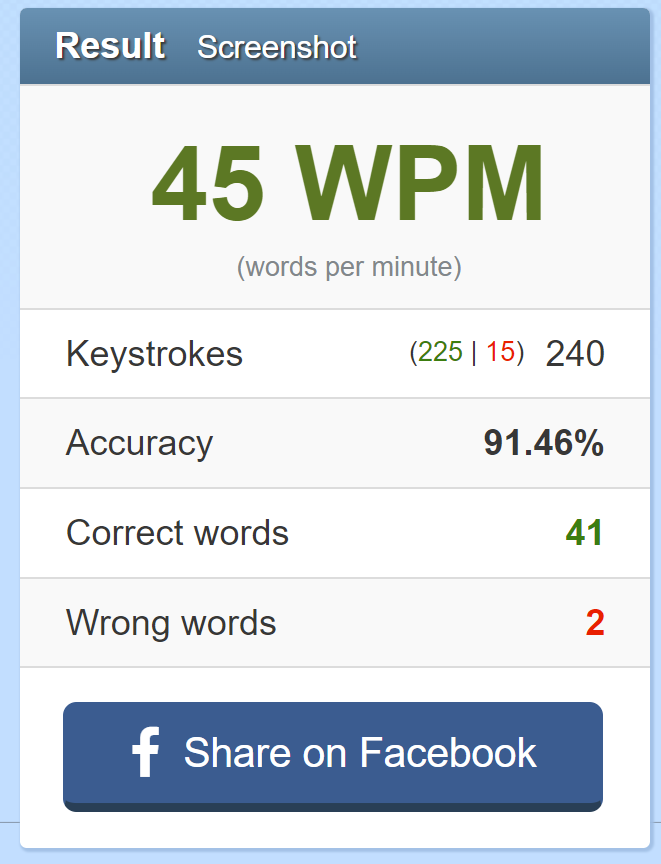 Result Screenshot
45 WPM
(words per minute)
Keystrokes (225 | 15) 240
Accuracy 91.46%
Correct words 41
Wrong words 2
f Share on Facebook